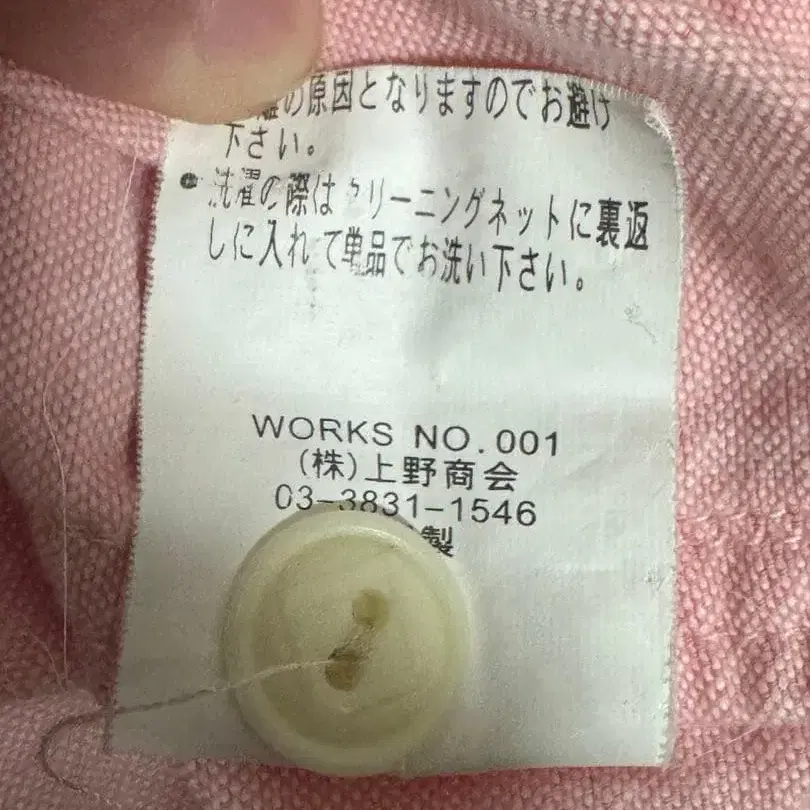 の原因となりますのでお避け
下さい。
• 洗濯の際はクリーニングネットに裏返
しに入れて単品でお洗い下さい。
WORKS NO.001
(株)上野商会
03-3831-1546
製